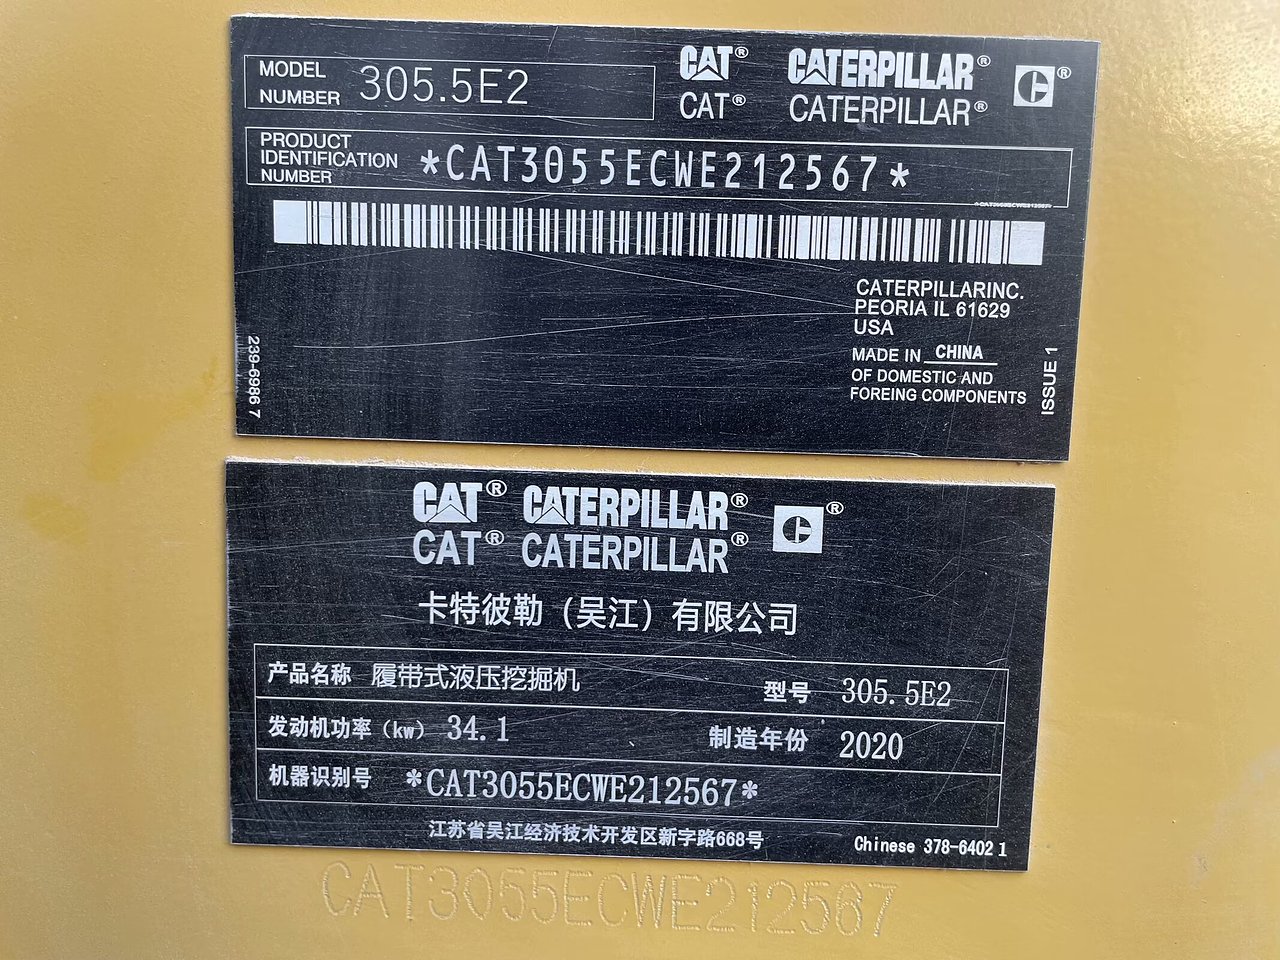 MODEL NUMBER 305.5E2
CAT® CATERPILLAR® C®
CAT® CATERPILLAR®
PRODUCT IDENTIFICATION NUMBER *CAT3055ECWE212567*
*CAT3055ECWE212567*
CATERPILLARINC.
PEORIA IL 61629
USA
MADE IN CHINA
OF DOMESTIC AND
FOREING COMPONENTS
239-6986 7
ISSUE 1
CAT® CATERPILLAR® C®
CAT® CATERPILLAR®
卡特彼勒（吴江）有限公司
产品名称 履带式液压挖掘机 型号 305.5E2
发动机功率（kw） 34.1 制造年份 2020
机器识别号 *CAT3055ECWE212567*
江苏省吴江经济技术开发区新字路668号
Chinese 378-6402 1
CAT3055ECWE212567